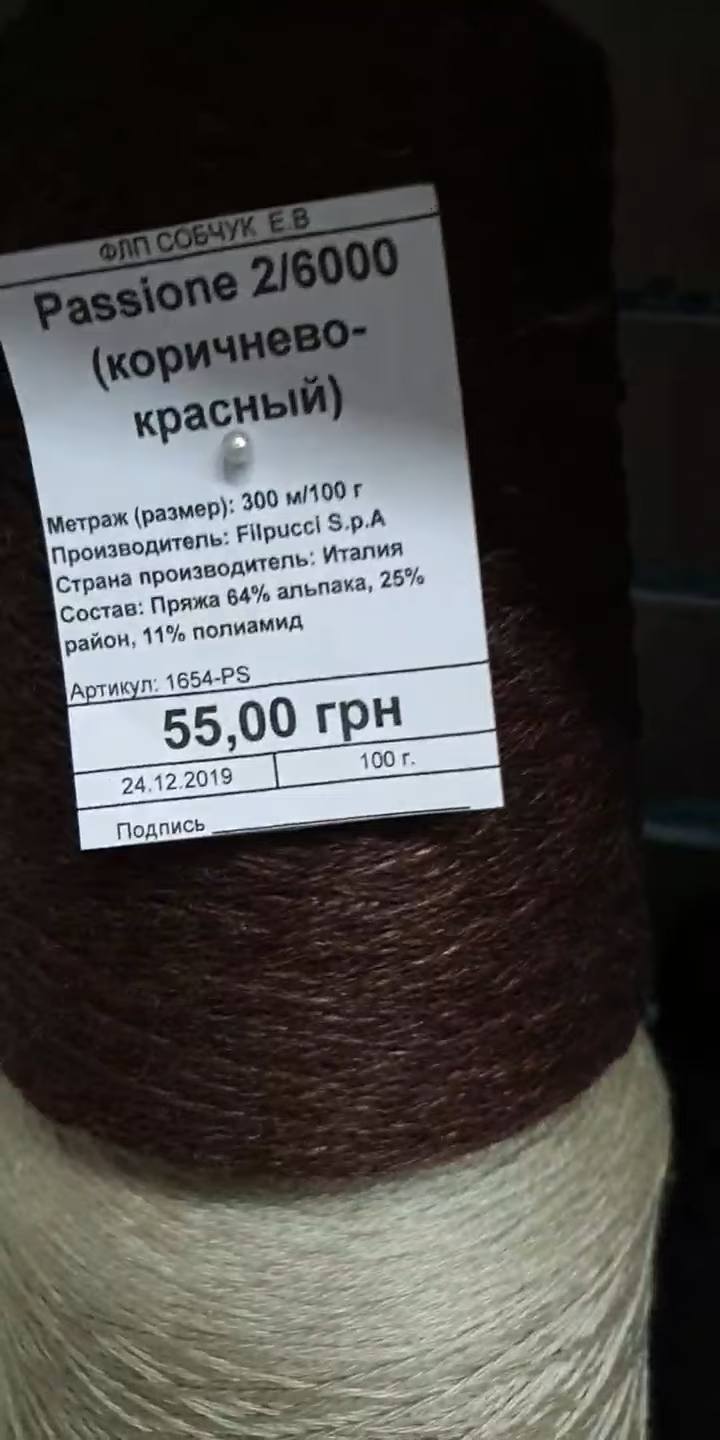 ФЛП СОБЧУК Е.В
Passione 2/6000
(коричнево-
красный)
Метраж (размер): 300 м/100 г
Производитель: Filpucci S.p.A
Страна производитель: Италия
Состав: Пряжа 64% альпака, 25%
район, 11% полиамид
Артикул: 1654-PS
55,00 грн
24.12.2019 100 г.
Подпись